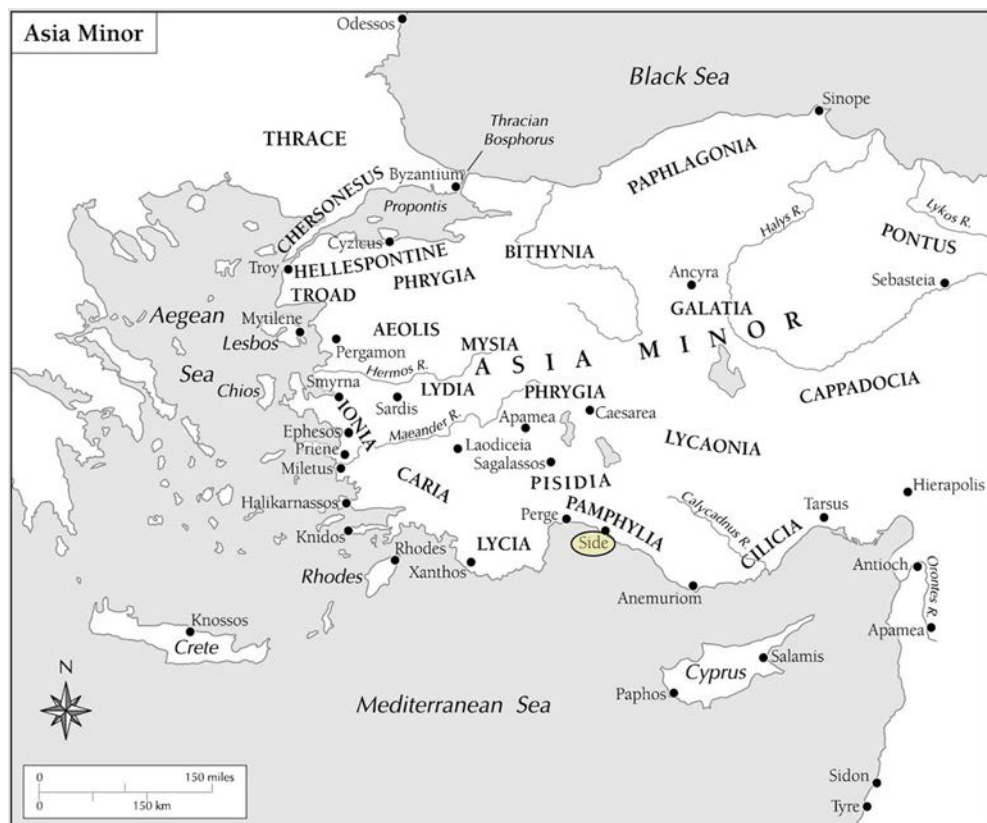 Asia Minor
Odessos
Black Sea
Sinope
Thracian
Bosphorus
THRACE
PAPHLAGONIA
CHERSONESUS
Byzantium
Propontis
Halys R.
Lykos R.
PONTUS
Cyzicus
BITHYNIA
Troy
HELLESPONTINE
PHRYGIA
Ancyra
Sebasteia
TROAD
GALATIA
Aegean
Sea
Mytilene
Lesbos
AEOLIS
Pergamon
MYSIA
ASIA MINOR
Hermos R.
Chios
Smyrna
LYDIA
Sardis
PHRYGIA
CAPPADOCIA
IONIA
Maeander R.
Apamea
Caesarea
Ephesos
Priene
Miletus
Laodiceia
Sagalassos
LYCAONIA
PISIDIA
CARIA
Hierapolis
Halikarnassos
Perge
PAMPHYLIA
Calycadnus R.
Tarsus
CILICIA
Knidos
Side
Rhodes
Rhodes
LYCIA
Xanthos
Antioch
Orontes R.
Anemuriom
Knossos
Crete
Apamea
Salamis
Cyprus
Paphos
N
Mediterranean Sea
0 150 miles
0 150 km
Sidon
Tyre